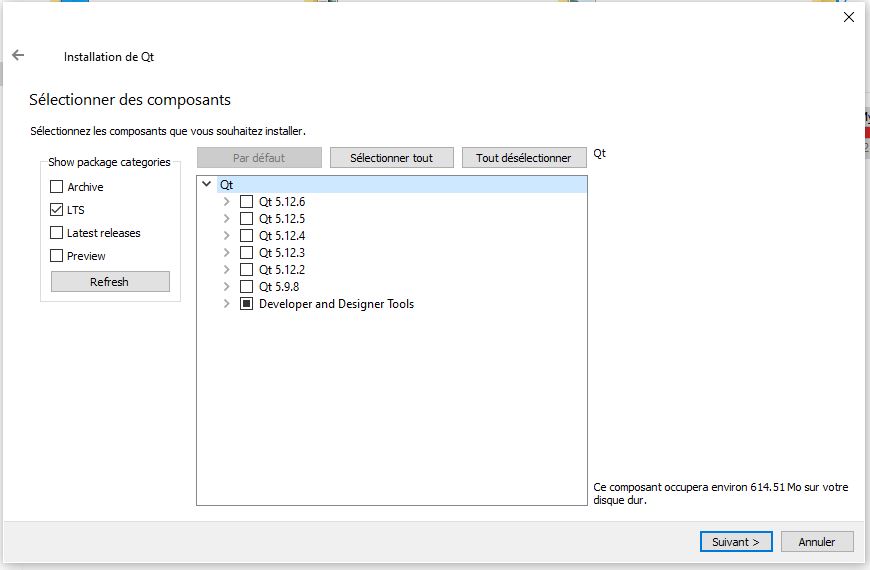 Installation de Qt
Sélectionner des composants
Sélectionnez les composants que vous souhaitez installer.
Show package categories
Archive
LTS
Latest releases
Preview
Refresh
Par défaut
Sélectionner tout
Tout désélectionner
Qt
Qt 5.12.6
Qt 5.12.5
Qt 5.12.4
Qt 5.12.3
Qt 5.12.2
Qt 5.9.8
Developer and Designer Tools
Qt
Ce composant occupera environ 614.51 Mo sur votre
disque dur.
Suivant >
Annuler